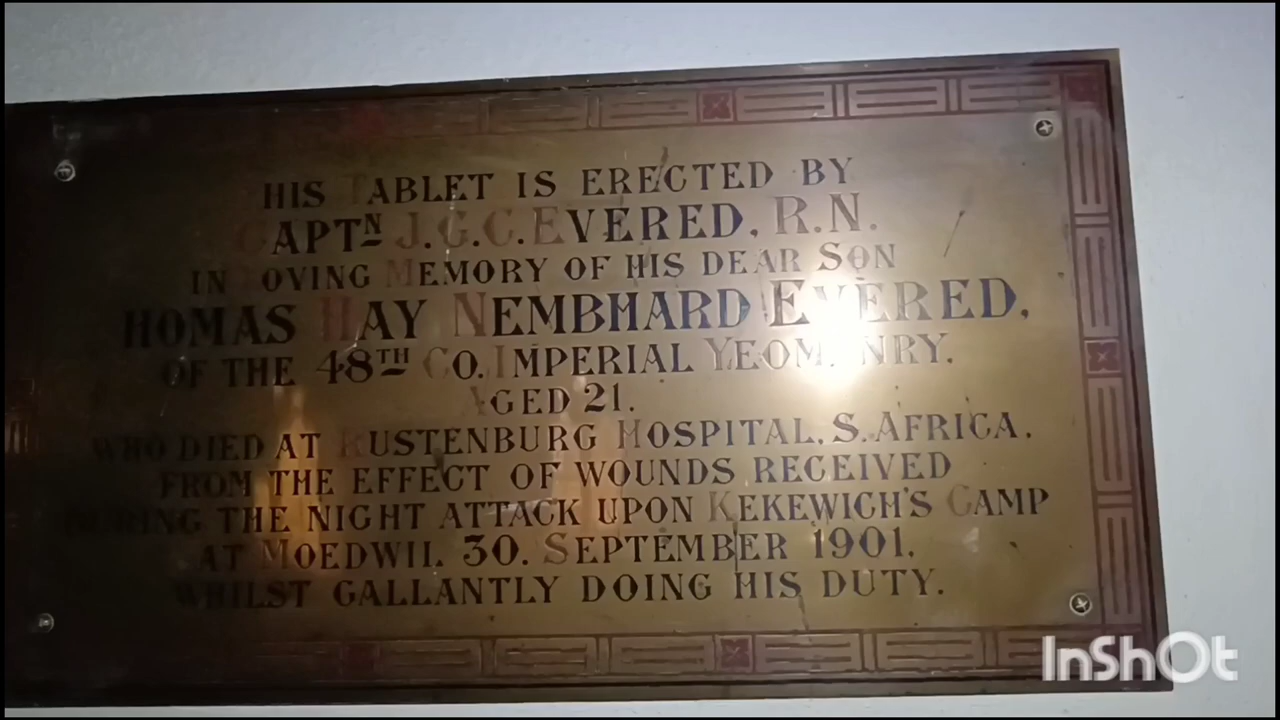 THIS TABLET IS ERECTED BY
CAPTN J.G.C. EVERED, R.N.
IN LOVING MEMORY OF HIS DEAR SON
THOMAS HAY NEMBHARD EVERED,
OF THE 48TH CO. IMPERIAL YEOMANRY.
AGED 21.
WHO DIED AT RUSTENBURG HOSPITAL, S. AFRICA,
FROM THE EFFECT OF WOUNDS RECEIVED
DURING THE NIGHT ATTACK UPON KEKEWICH'S CAMP
AT MOEDWIL, 30. SEPTEMBER 1901.
WHILST GALLANTLY DOING HIS DUTY.
InShOt